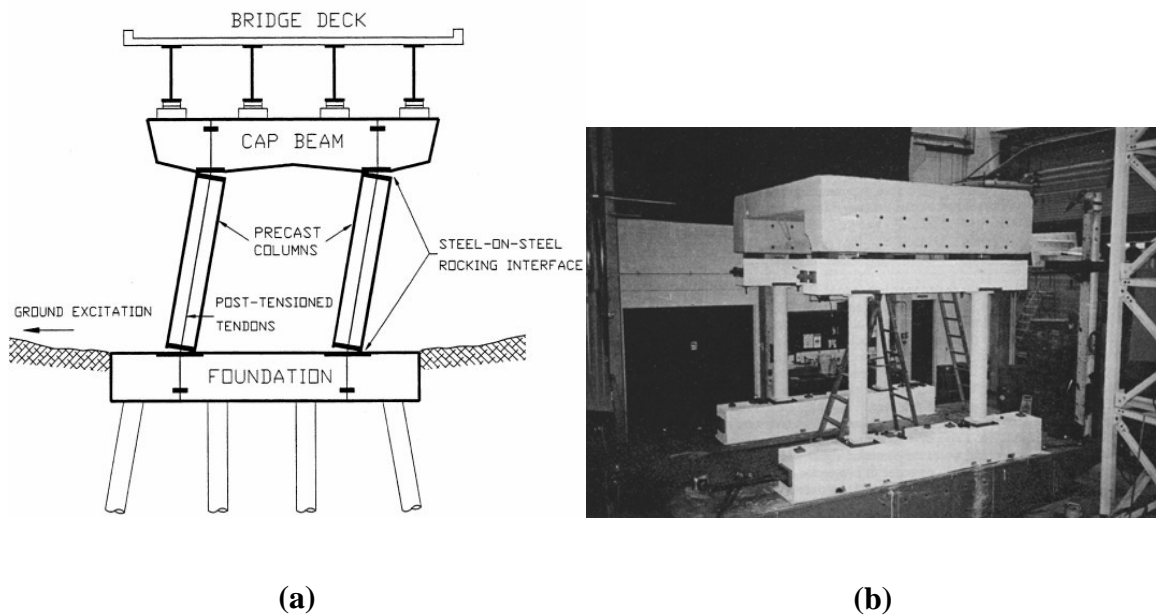 BRIDGE DECK
CAP BEAM
PRECAST
COLUMNS
STEEL-ON-STEEL
ROCKING INTERFACE
POST-TENSIONED
TENDONS
GROUND EXCITATION
FOUNDATION
(a)
(b)